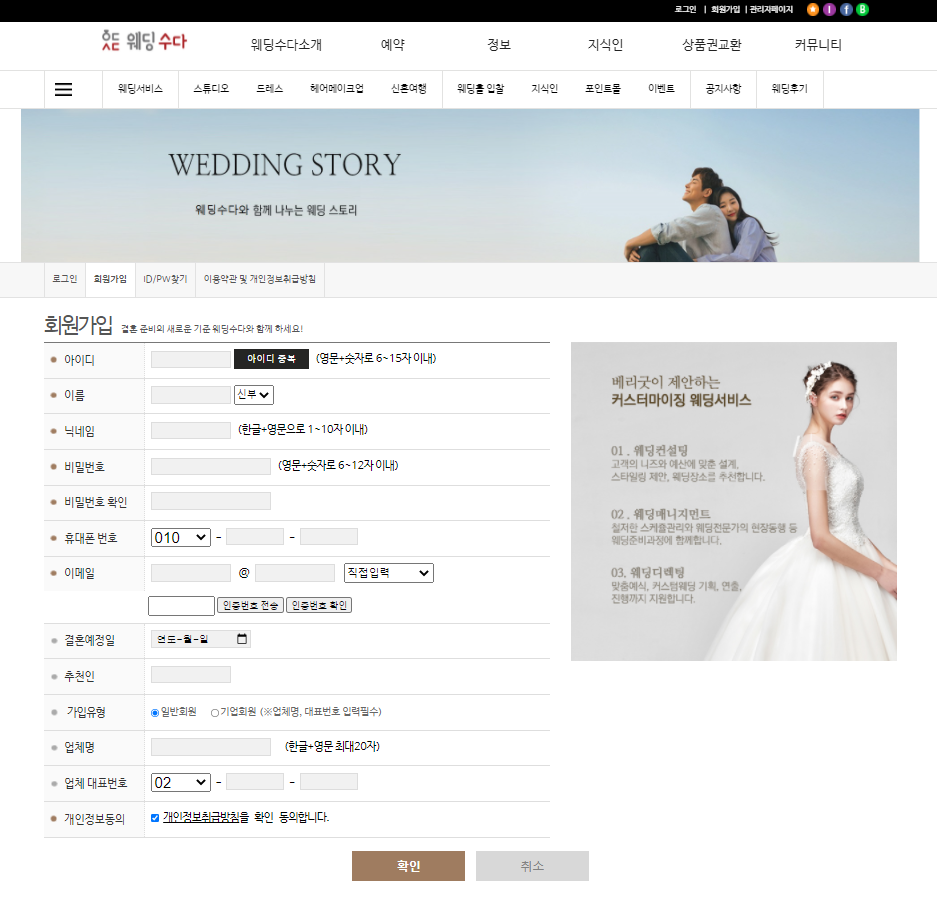 로그인 | 회원가입 | 관리자페이지
I f B
웨딩 수다 웨딩수다소개 예약 정보 지식인 상품권교환 커뮤니티
웨딩서비스 스튜디오 드레스 헤어메이크업 신혼여행 웨딩홀 입찰 지식인 포인트몰 이벤트 공지사항 웨딩후기
WEDDING STORY
웨딩수다와 함께 나누는 웨딩 스토리
로그인 회원가입 ID/PW찾기 이용약관 및 개인정보취급방침
회원가입 결혼 준비의 새로운 기준 웨딩수다와 함께 하세요!
아이디 아이디 중복 (영문+숫자로 6~15자 이내)
이름 신부
닉네임 (한글+영문으로 1~10자 이내)
비밀번호 (영문+숫자로 6~12자 이내)
비밀번호 확인
휴대폰 번호 010 - -
이메일 @ 직접입력
인증번호 전송 인증번호 확인
결혼예정일 연도-월-일
추천인
가입유형 일반회원 기업회원 (※업체명, 대표번호 입력필수)
업체명 (한글+영문 최대20자)
업체 대표번호 02 - -
개인정보동의 개인정보취급방침을 확인 동의합니다.
베리굿이 제안하는
커스터마이징 웨딩서비스
01 . 웨딩컨설팅
고객의 니즈와 예산에 맞춘 설계,
스타일링 제안, 웨딩장소를 추천합니다.
02 . 웨딩매니지먼트
철저한 스케쥴관리와 웨딩전문가의 현장동행 등
웨딩준비과정에 함께합니다.
03. 웨딩디렉팅
맞춤예식, 커스텀웨딩 기획, 연출,
진행까지 지원합니다.
확인 취소